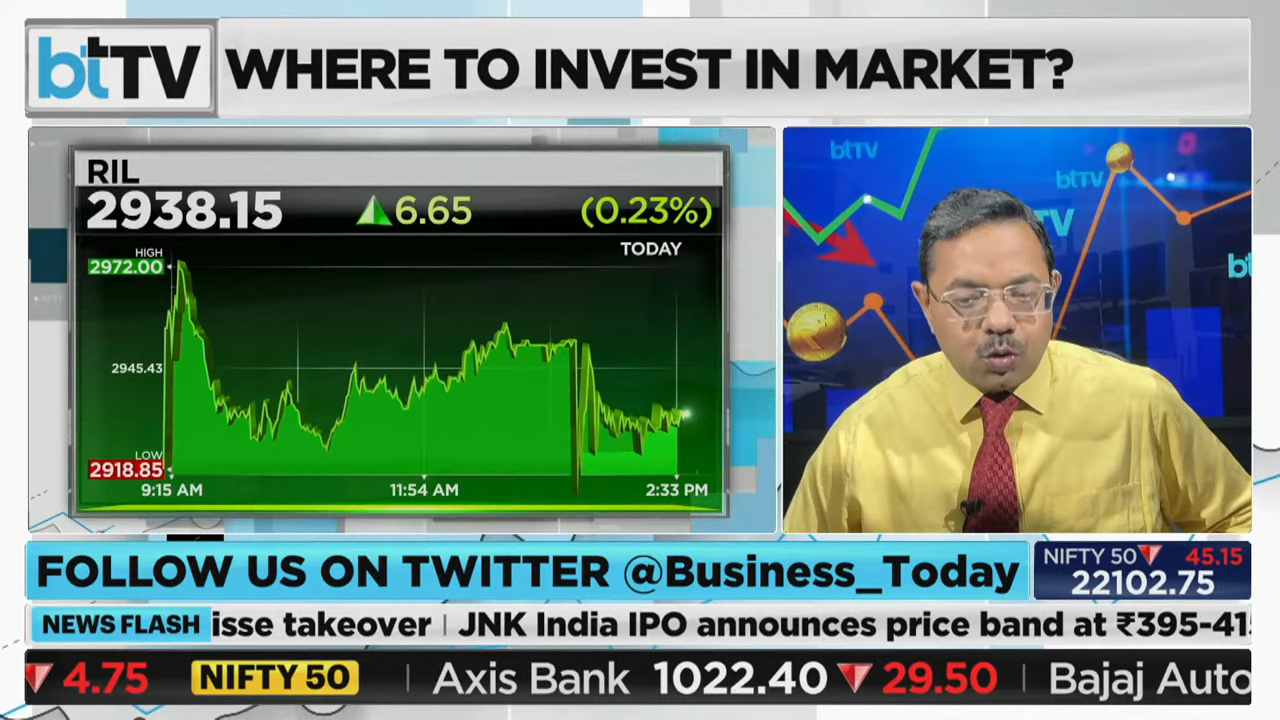 btTV WHERE TO INVEST IN MARKET?
RIL
2938.15 6.65 (0.23%)
TODAY
HIGH
2972.00
2945.43
LOW
2918.85
9:15 AM 11:54 AM 2:33 PM
btTV
btTV
TV
bt
FOLLOW US ON TWITTER @Business_Today
NIFTY 50 45.15
22102.75
NEWS FLASH isse takeover | JNK India IPO announces price band at ₹395-41
4.75 NIFTY 50 | Axis Bank 1022.40 29.50 | Bajaj Auto